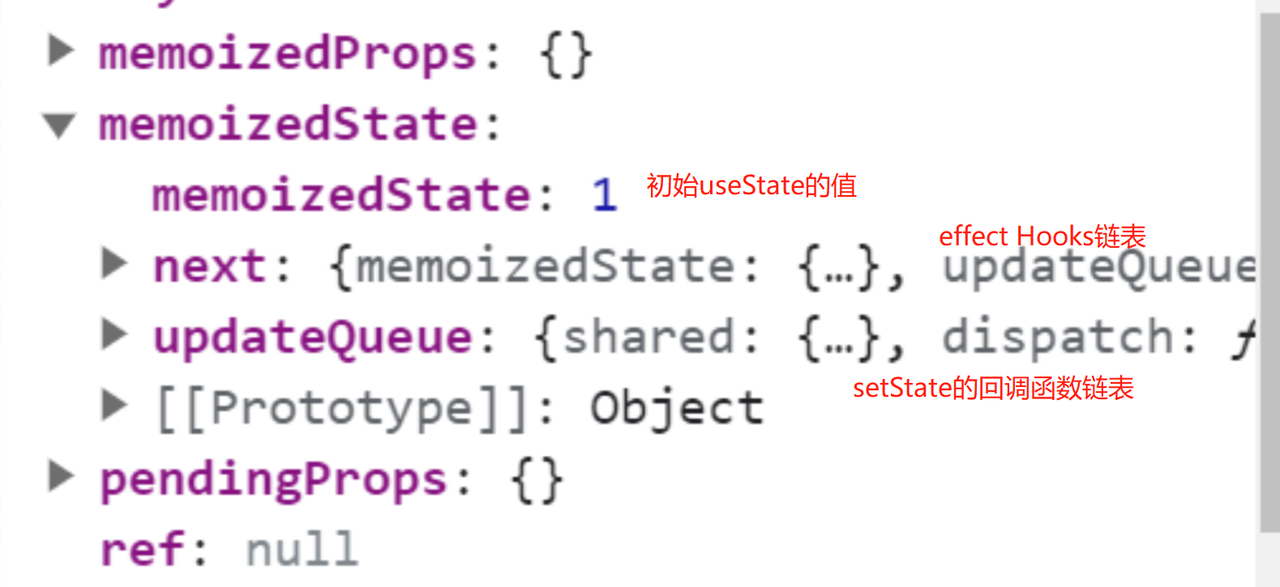 memoizedProps: {}
memoizedState:
memoizedState: 1 初始useState的值
effect Hooks链表
next: {memoizedState: {…}, updateQueue
updateQueue: {shared: {…}, dispatch: ƒ
setState的回调函数链表
[[Prototype]]: Object
pendingProps: {}
ref: null